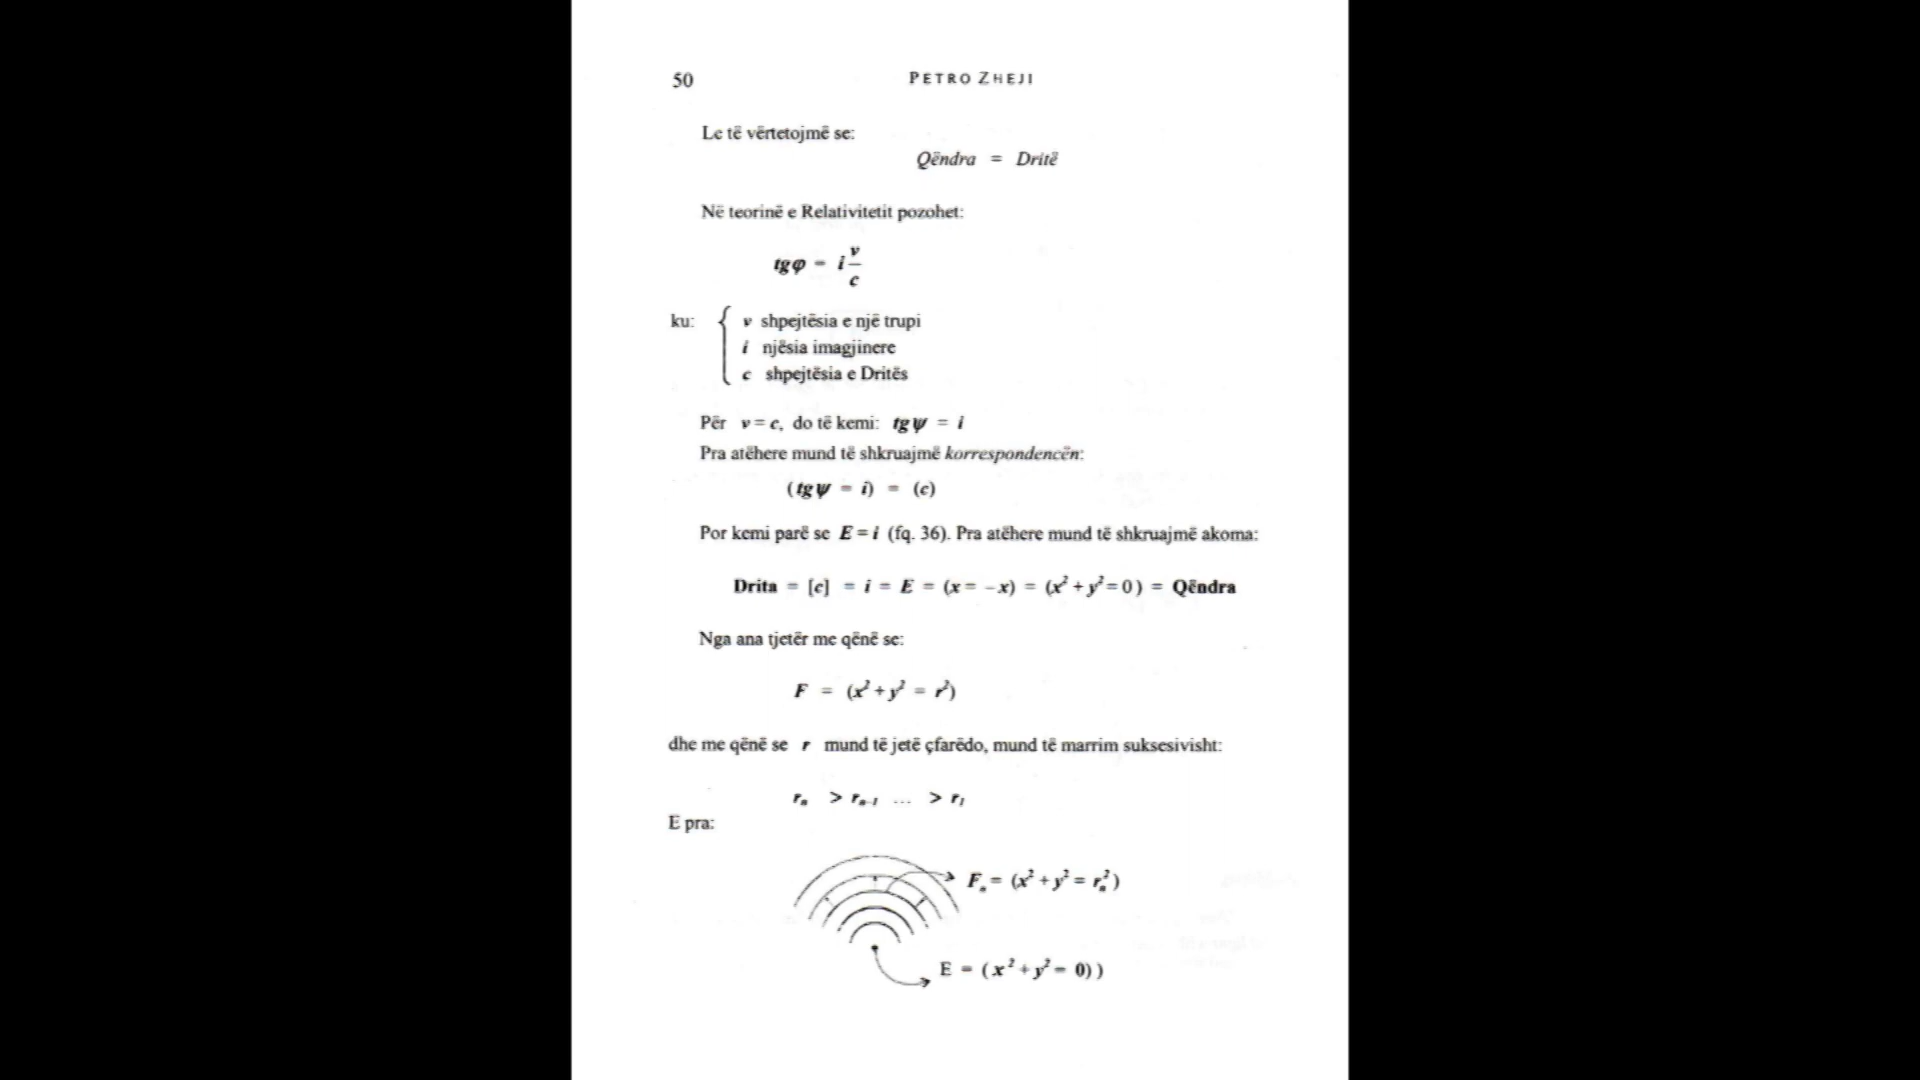 50
PETRO ZHEJI
Le të vërtetojmë se:
Qëndra = Dritë
Në teorinë e Relativitetit pozohet:
tgφ = i v/c
ku: { v shpejtësia e një trupi
i njësia imagjinere
c shpejtësia e Dritës
Për v = c, do të kemi: tgψ = i
Pra atëhere mund të shkruajmë korrespondencën:
(tgψ = i) = (c)
Por kemi parë se E = i (fq. 36). Pra atëhere mund të shkruajmë akoma:
Drita = [c] = i = E = (x = –x) = (x² + y² = 0) = Qëndra
Nga ana tjetër me qënë se:
F = (x² + y² = r²)
dhe me qënë se r mund të jetë çfarëdo, mund të marrim suksesivisht:
rₙ > rₙ₋₁ ... > r₁
E pra:
Fₙ = (x² + y² = rₙ²)
E = (x² + y² = 0))